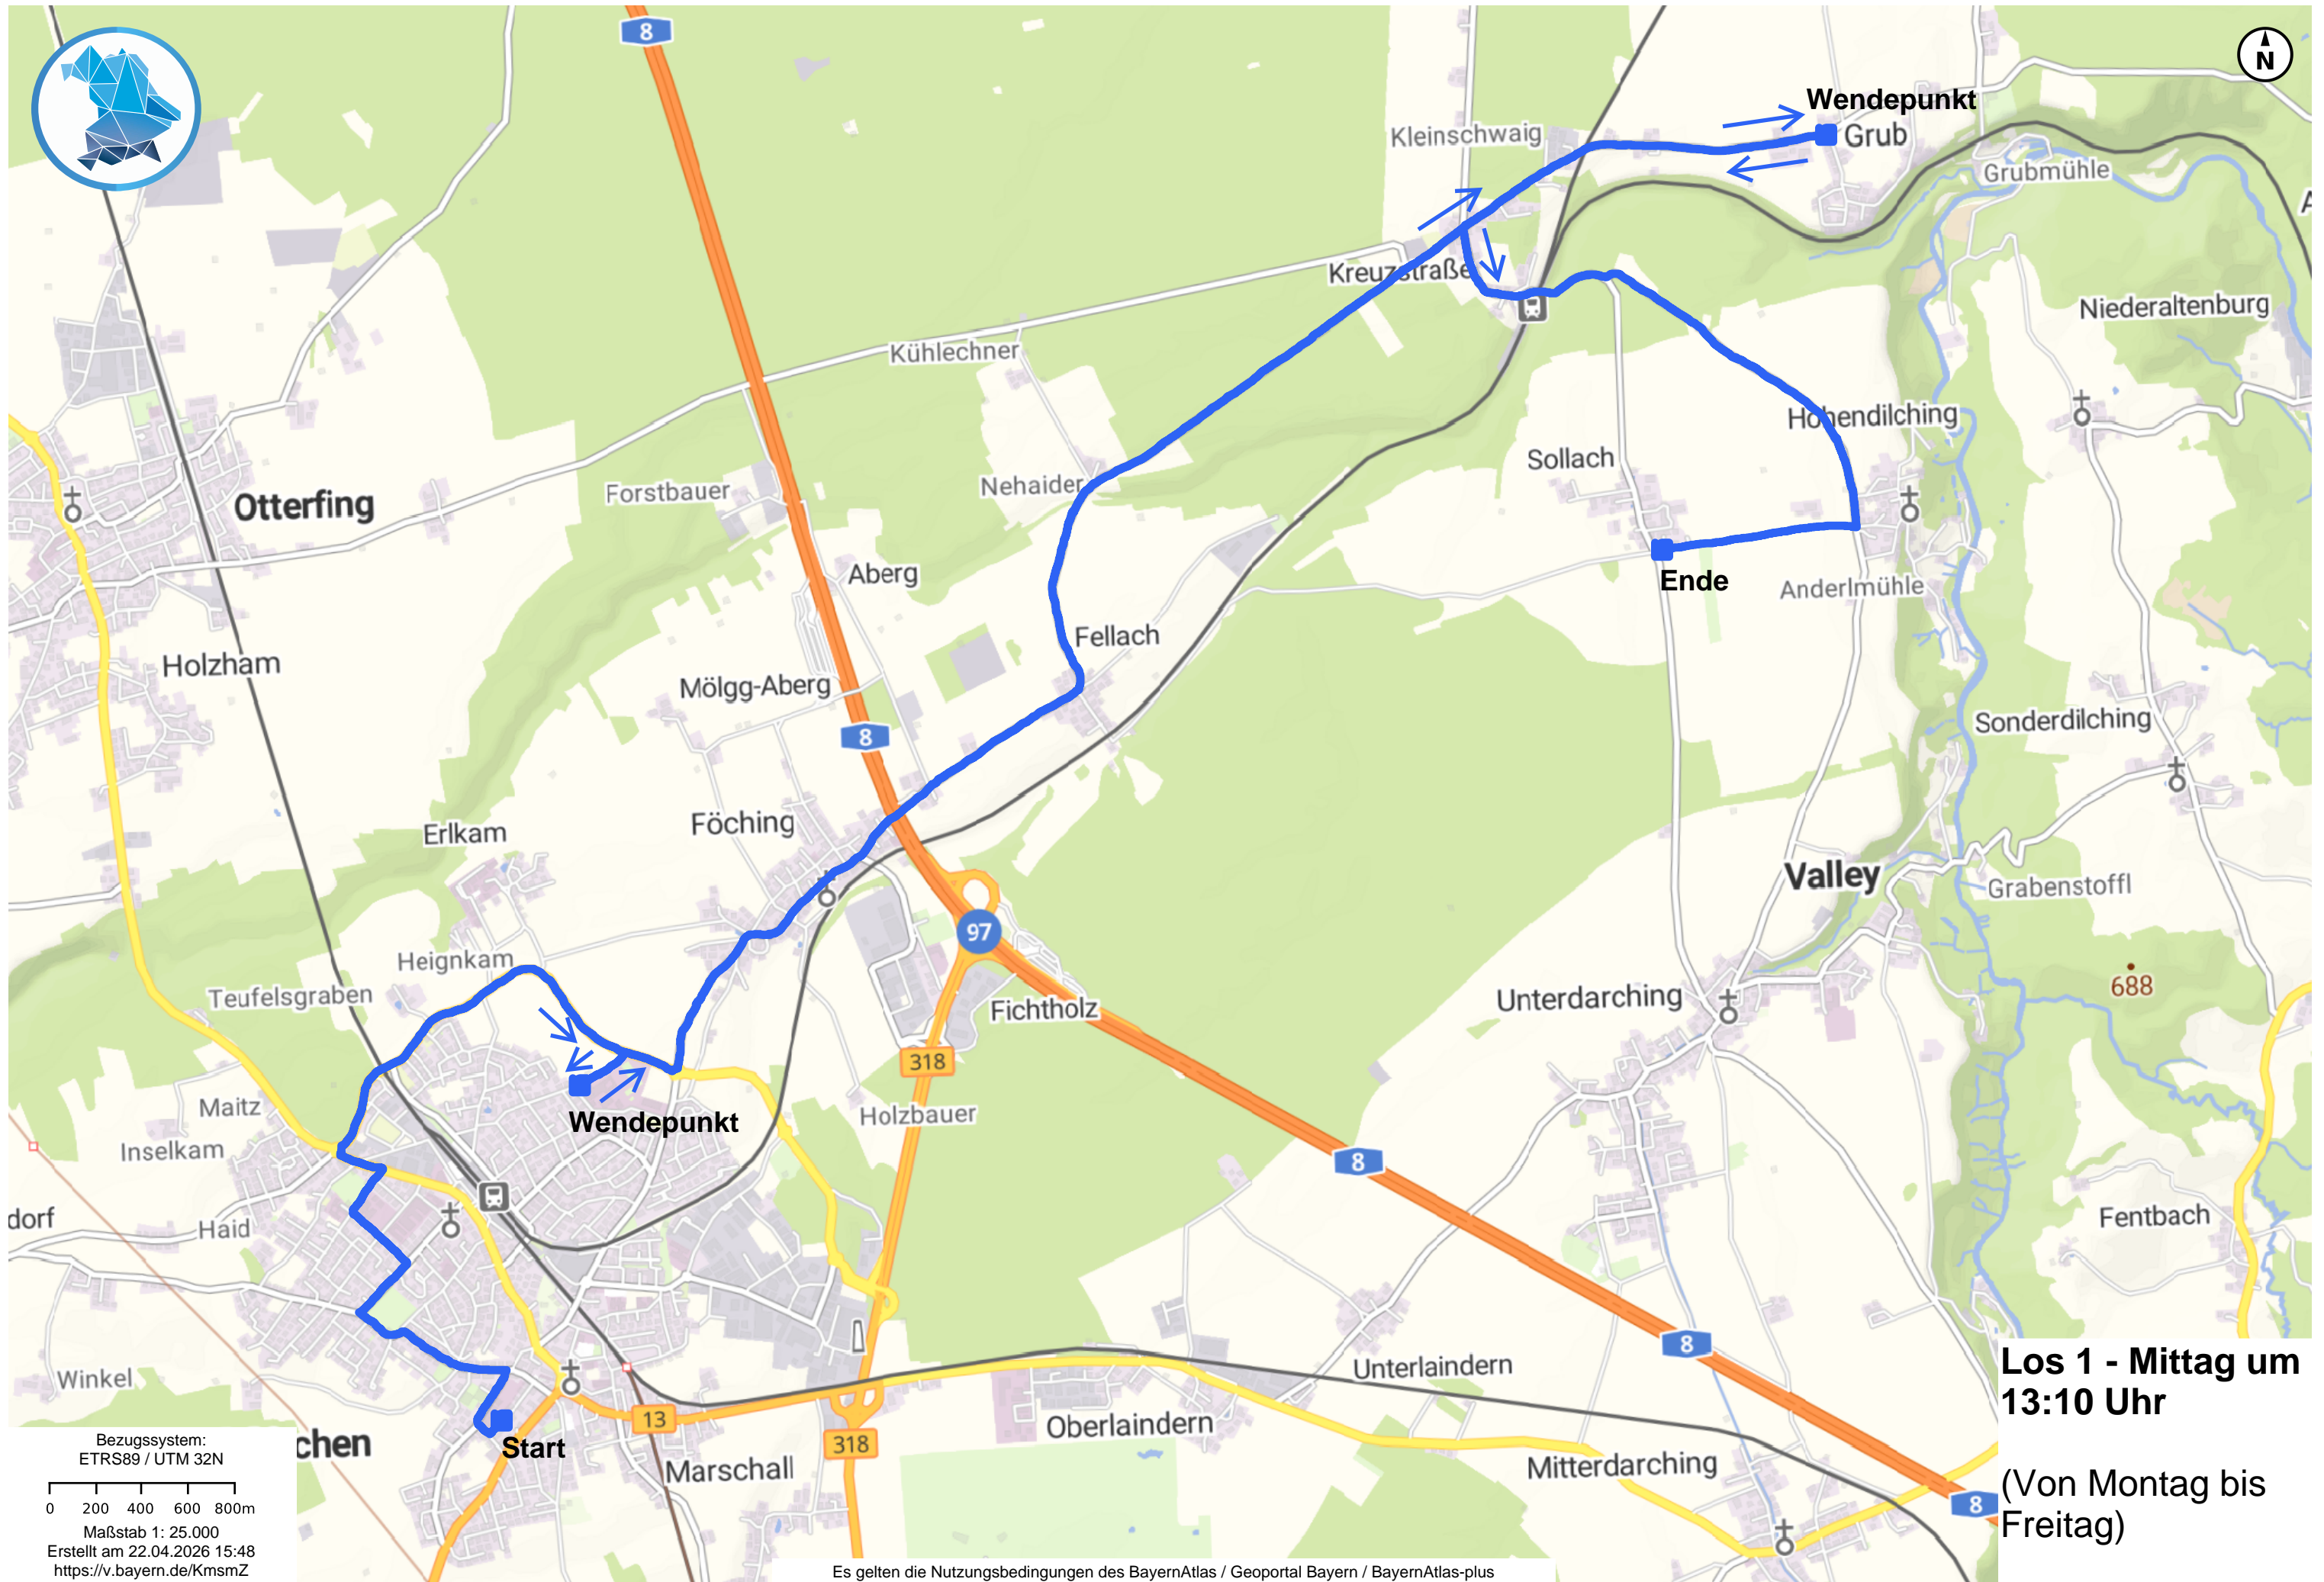 8
N
Wendepunkt
Grub
Kleinschwaig
Grubmühle
Kreuzstraße
Niederaltenburg
Kühlechner
Hohendilching
Nehaider
Sollach
Forstbauer
Otterfing
Aberg
Ende
Anderlmühle
Fellach
Holzham
Mölgg-Aberg
Sonderdilching
8
Föching
Erlkam
Valley
Grabenstoffl
97
Heignkam
Teufelsgraben
688
Unterdarching
Fichtholz
318
Maitz
Holzbauer
Wendepunkt
Inselkam
8
dorf
Haid
Fentbach
8
Unterlaindern
Winkel
Los 1 - Mittag um
13:10 Uhr
13
Oberlaindern
chen
Start
318
Marschall
Mitterdarching
8
(Von Montag bis
Freitag)
Bezugssystem:
ETRS89 / UTM 32N
0 200 400 600 800m
Maßstab 1: 25.000
Erstellt am 22.04.2026 15:48
https://v.bayern.de/KmsmZ
Es gelten die Nutzungsbedingungen des BayernAtlas / Geoportal Bayern / BayernAtlas-plus